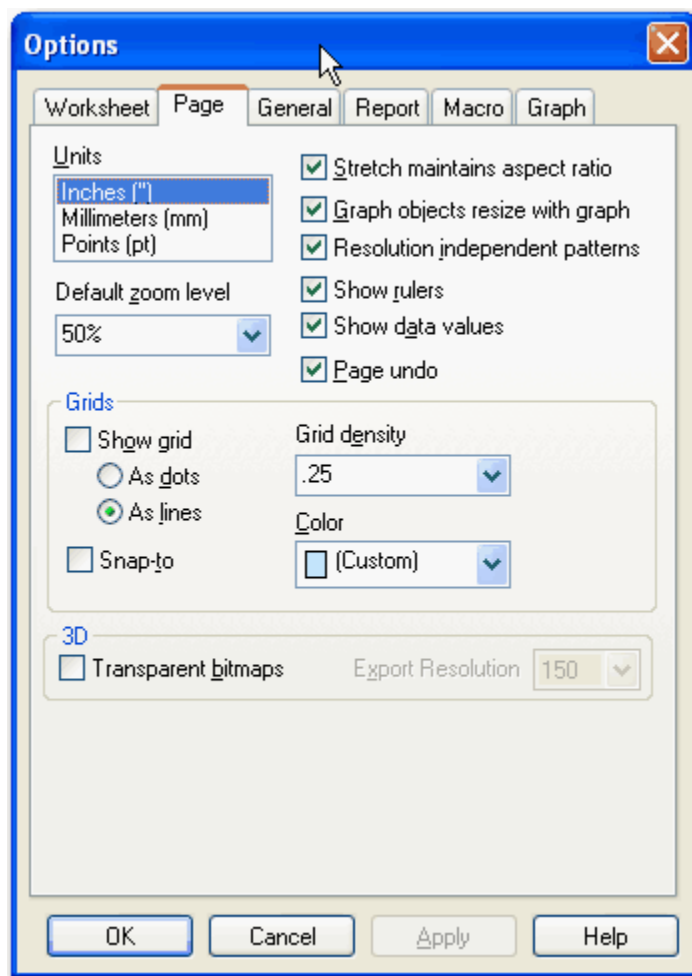 Options
Worksheet Page General Report Macro Graph
Units
Inches (")
Millimeters (mm)
Points (pt)
Default zoom level
50%
Stretch maintains aspect ratio
Graph objects resize with graph
Resolution independent patterns
Show rulers
Show data values
Page undo
Grids
Show grid
As dots
As lines
Snap-to
Grid density
.25
Color
(Custom)
3D
Transparent bitmaps
Export Resolution 150
OK Cancel Apply Help